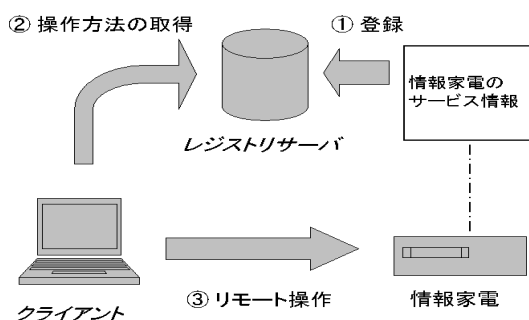 ② 操作方法の取得
① 登録
情報家電の
サービス情報
レジストリサーバ
③ リモート操作
クライアント
情報家電